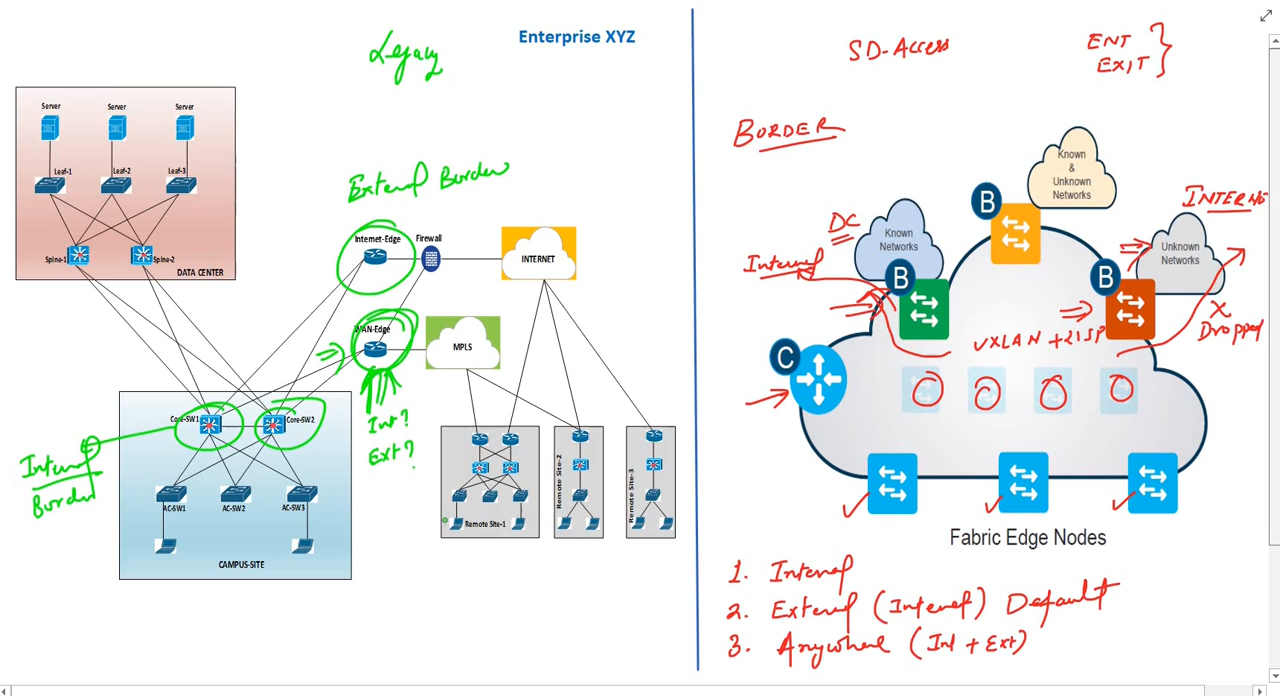 Enterprise XYZ
Legacy
Server
Server
Server
Leaf-1
Leaf-2
Leaf-3
Spine-1
Spine-2
DATA CENTER
External Border
Internet-Edge
Firewall
INTERNET
WAN-Edge
MPLS
Int?
Ext?
Core-SW1
Core-SW2
Internal
Border
AC-SW1
AC-SW2
AC-SW3
CAMPUS-SITE
Remote Site-1
Remote Site-2
Remote Site-3
SD-Access
ENT
EXIT
BORDER
Known
&
Unknown
Networks
B
DC
Known
Networks
Internal
B
INTERNE
Unknown
Networks
B
X
Dropped
VXLAN + LISP
C
Fabric Edge Nodes
1. Internal
2. External (Internet) Default
3. Anywhere (Int + Ext)